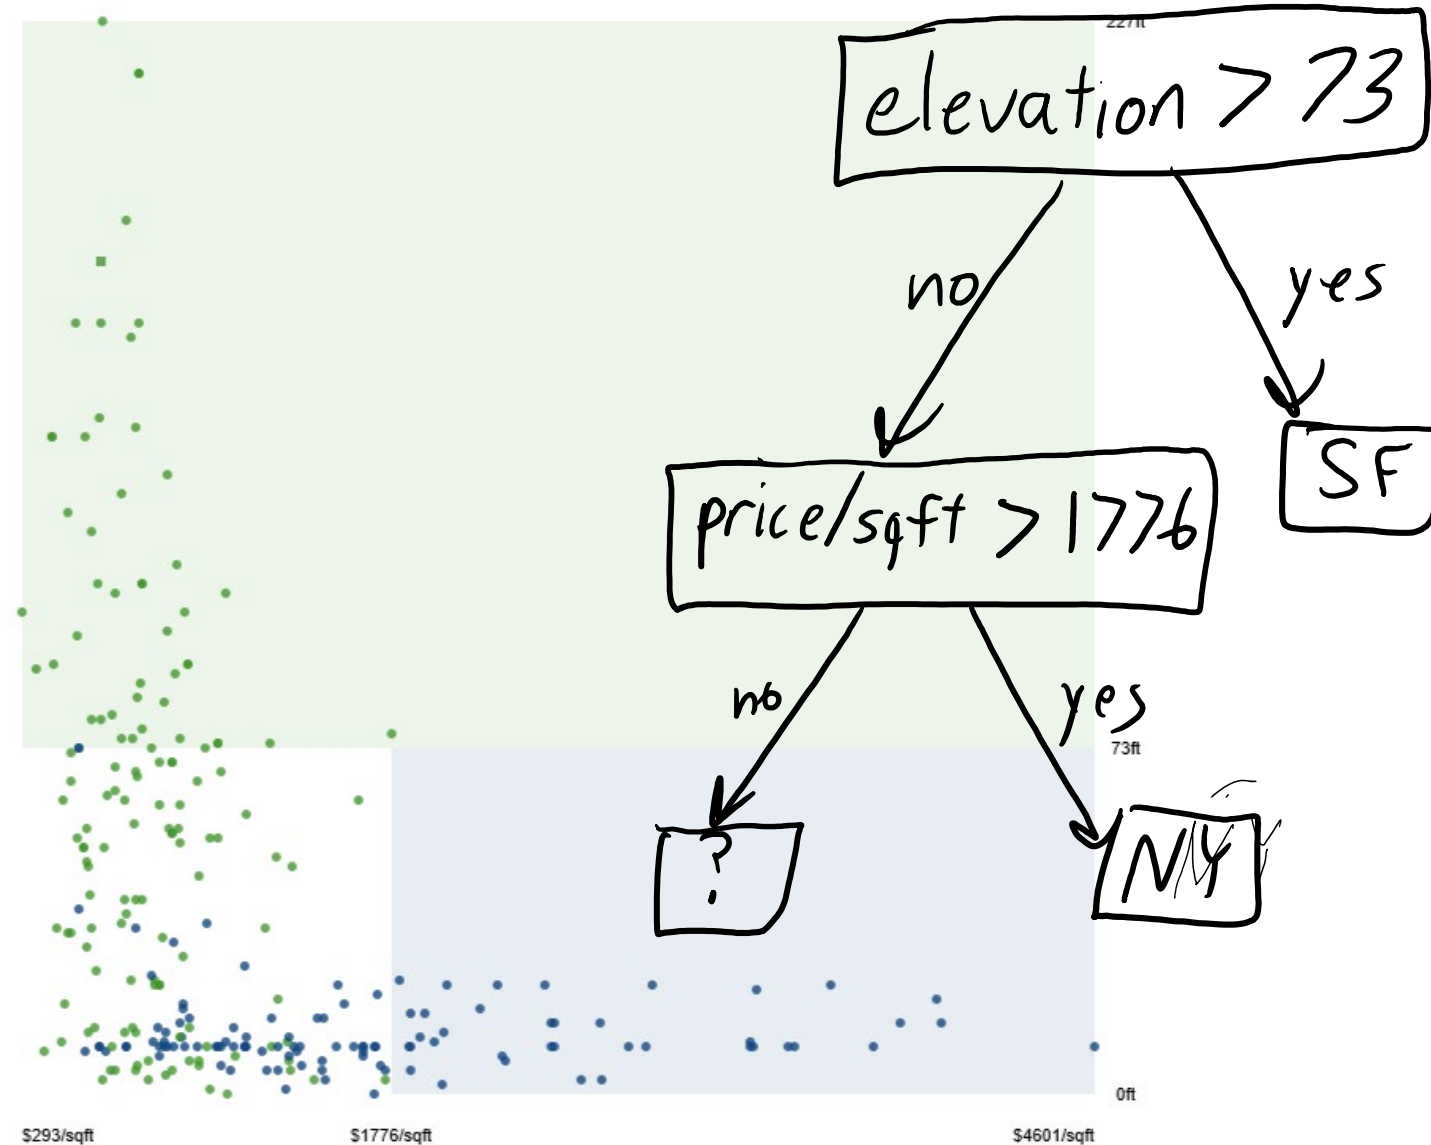 227ft
elevation > 73
no
yes
SF
price/sqft > 1776
no
yes
73ft
?
NY
0ft
$293/sqft
$1776/sqft
$4601/sqft